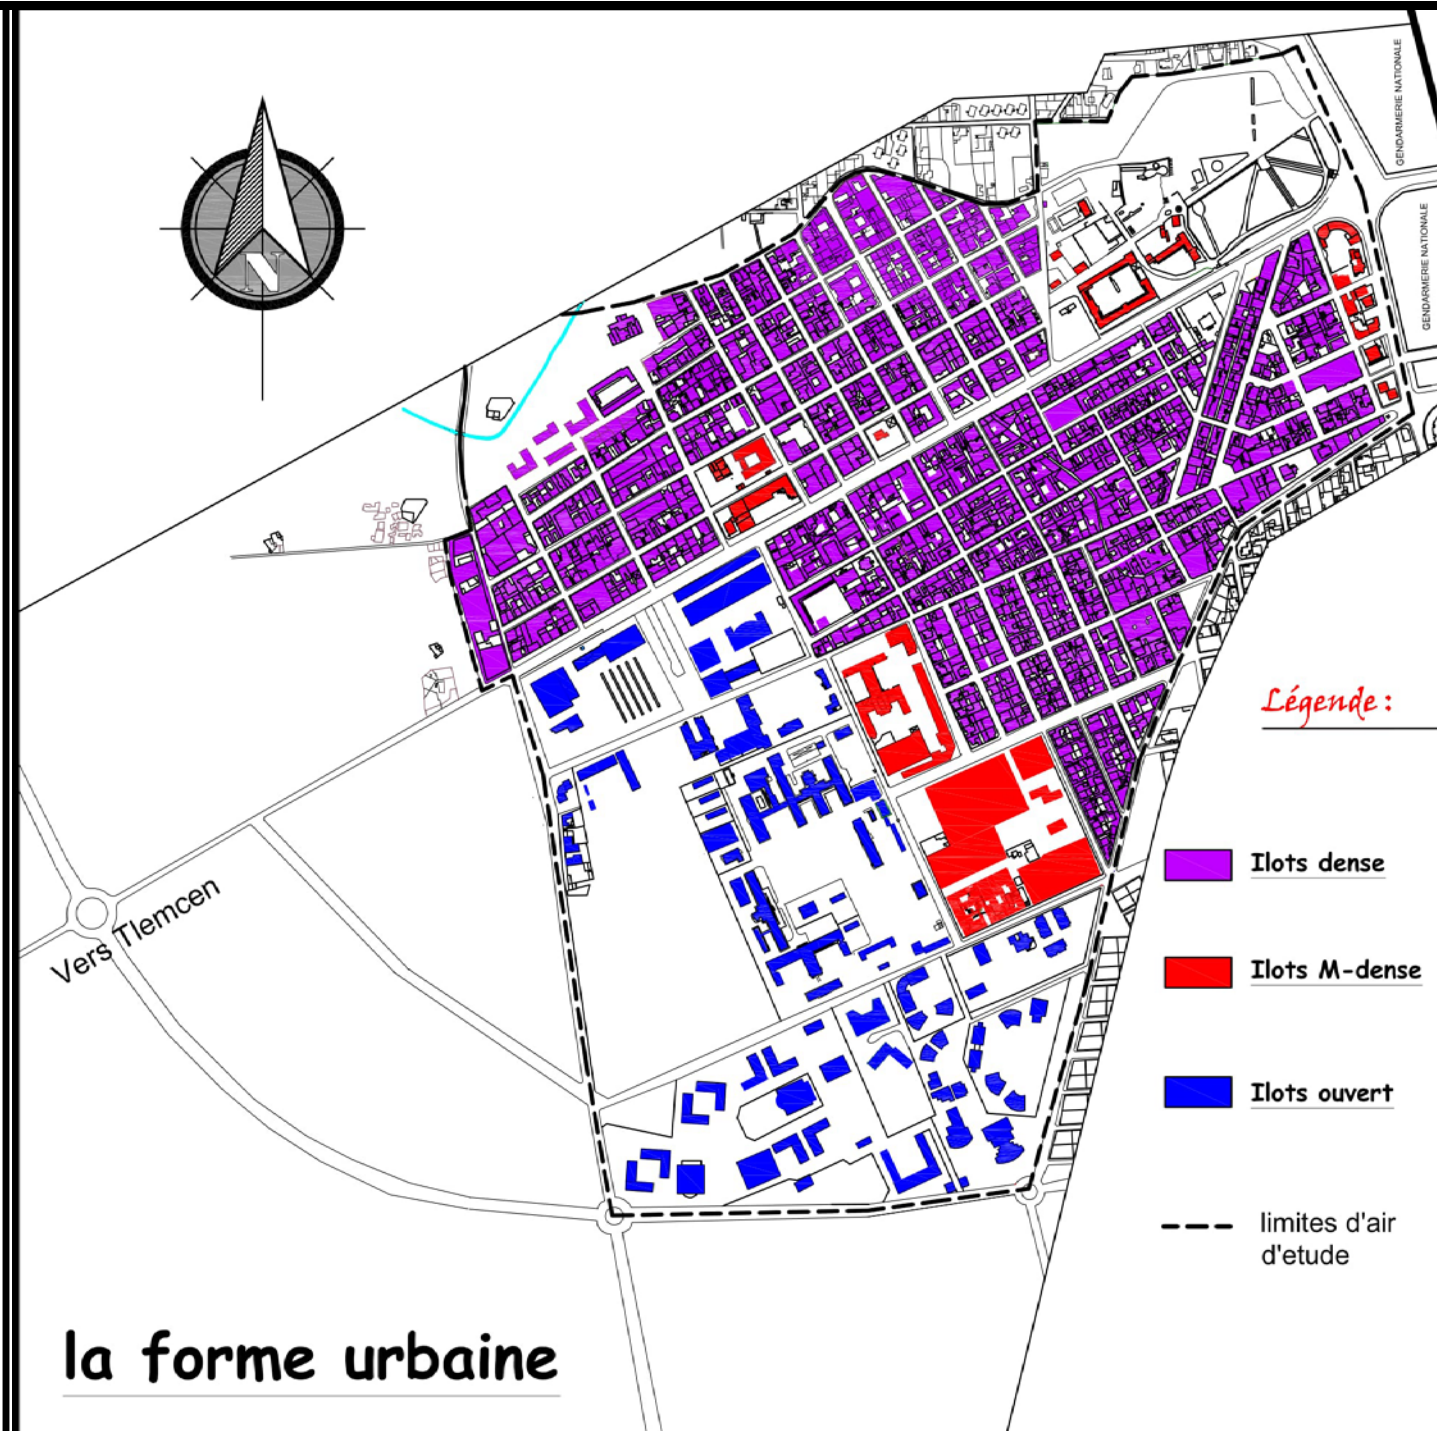 GENDARMERIE NATIONALE
GENDARMERIE NATIONALE
N
Légende :
Ilots dense
Vers Tlemcen
Ilots M-dense
Ilots ouvert
limites d'air
d'etude
la forme urbaine